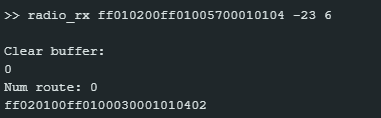 >> radio_rx ff010200ff01005700010104 -23 6
Clear buffer:
0
Num route: 0
ff020100ff0100030001010402